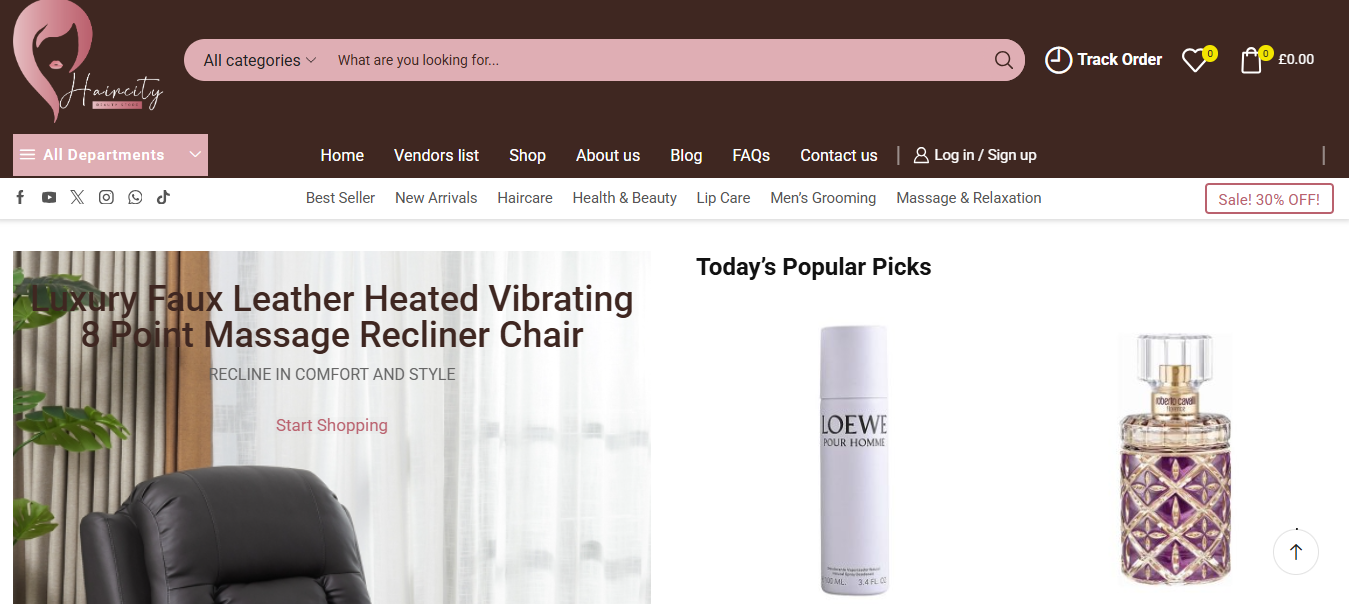 Haircity
BEAUTY STORE
All categories
What are you looking for...
Track Order
0
0
£0.00
All Departments
Home
Vendors list
Shop
About us
Blog
FAQs
Contact us
Log in / Sign up
Best Seller
New Arrivals
Haircare
Health & Beauty
Lip Care
Men’s Grooming
Massage & Relaxation
Sale! 30% OFF!
Luxury Faux Leather Heated Vibrating
8 Point Massage Recliner Chair
RECLINE IN COMFORT AND STYLE
Start Shopping
Today’s Popular Picks
LOEWE
POUR HOMME
100 ML. 3.4 FL. OZ
roberto cavalli
florence